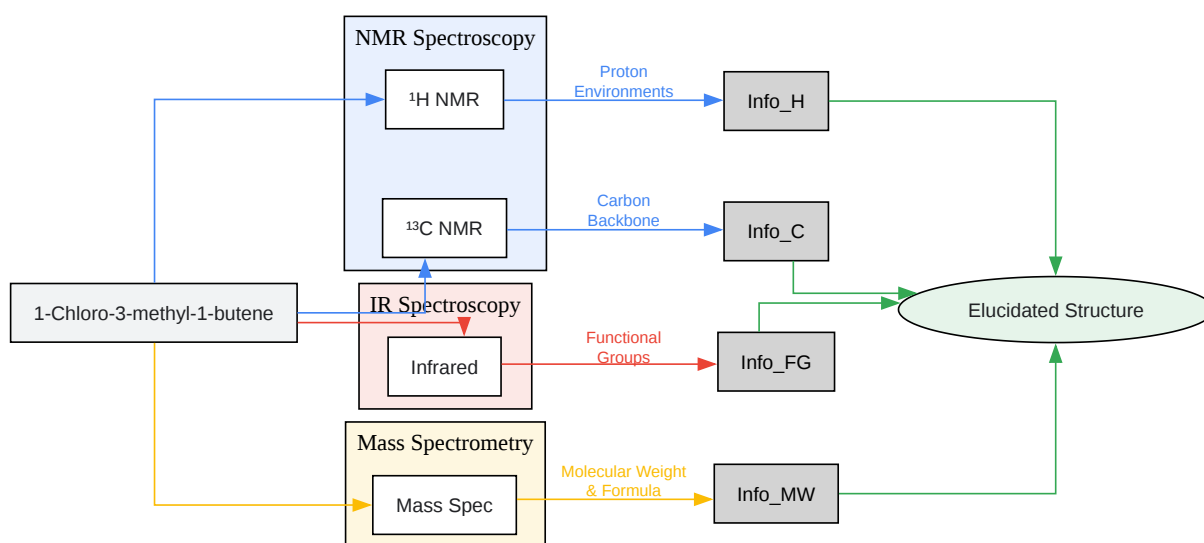 NMR Spectroscopy
¹H NMR
Proton
Environments
Info_H
¹³C NMR
Carbon
Backbone
Info_C
1-Chloro-3-methyl-1-butene
IR Spectroscopy
Infrared
Functional
Groups
Info_FG
Elucidated Structure
Mass Spectrometry
Mass Spec
Molecular Weight
& Formula
Info_MW